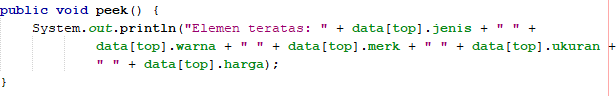 public void peek() {
System.out.println("Elemen teratas: " + data[top].jenis + " " +
data[top].warna + " " + data[top].merk + " " + data[top].ukuran +
" " + data[top].harga);
}